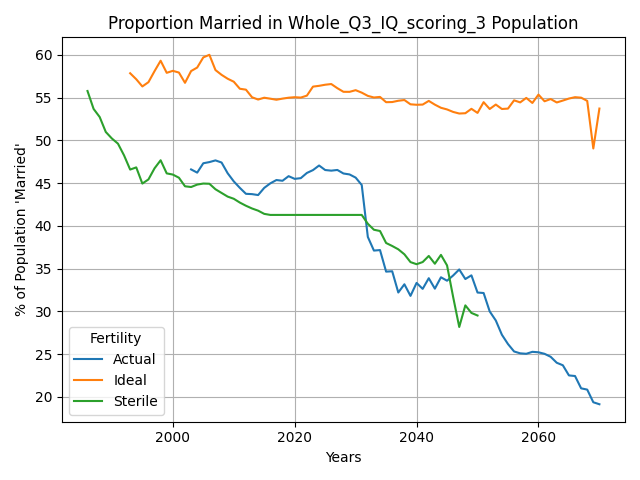 Proportion Married in Whole_Q3_IQ_scoring_3 Population
% of Population 'Married'
60
55
50
45
40
35
30
25
20
Fertility
Actual
Ideal
Sterile
2000 2020 2040 2060
Years